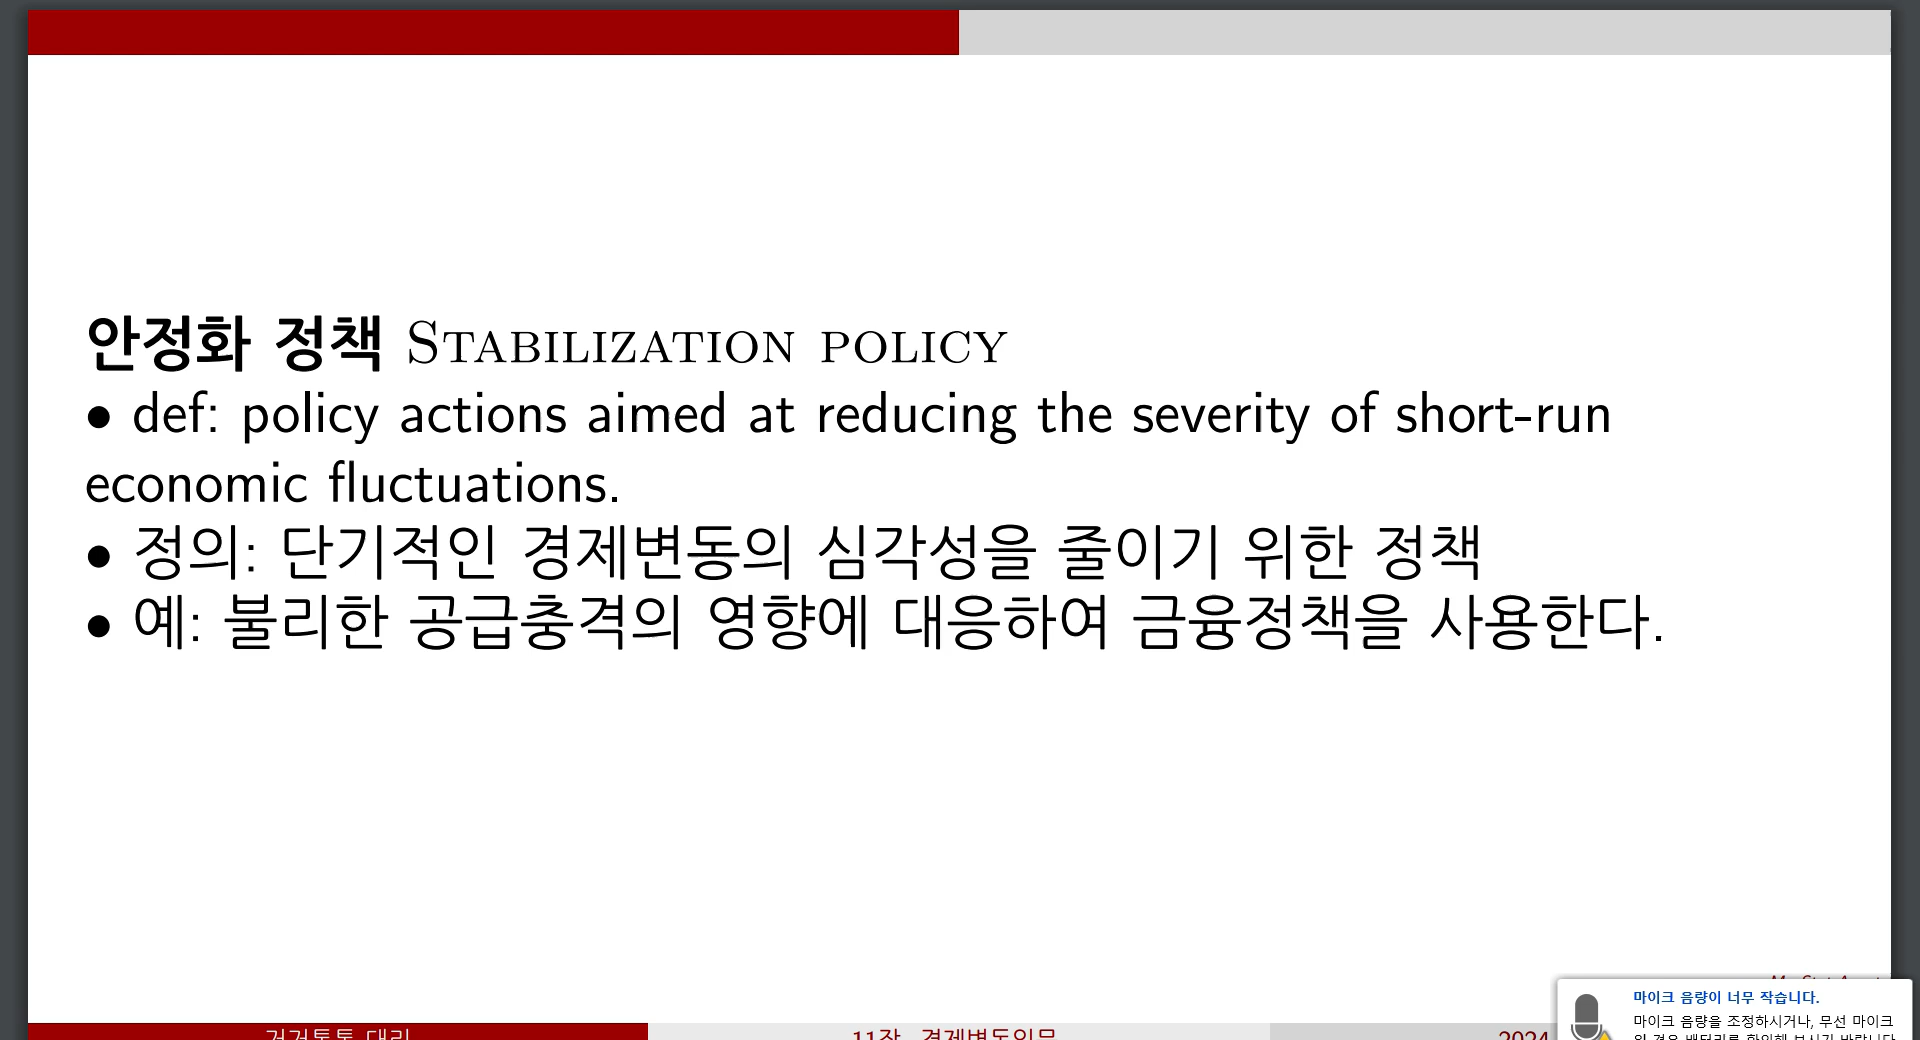 안정화 정책 STABILIZATION POLICY
• def: policy actions aimed at reducing the severity of short-run
economic fluctuations.
• 정의: 단기적인 경제변동의 심각성을 줄이기 위한 정책
• 예: 불리한 공급충격의 영향에 대응하여 금융정책을 사용한다.
마이크 음량이 너무 작습니다.
마이크 음량을 조정하시거나, 무선 마이크
11장 경제변동입문
2024